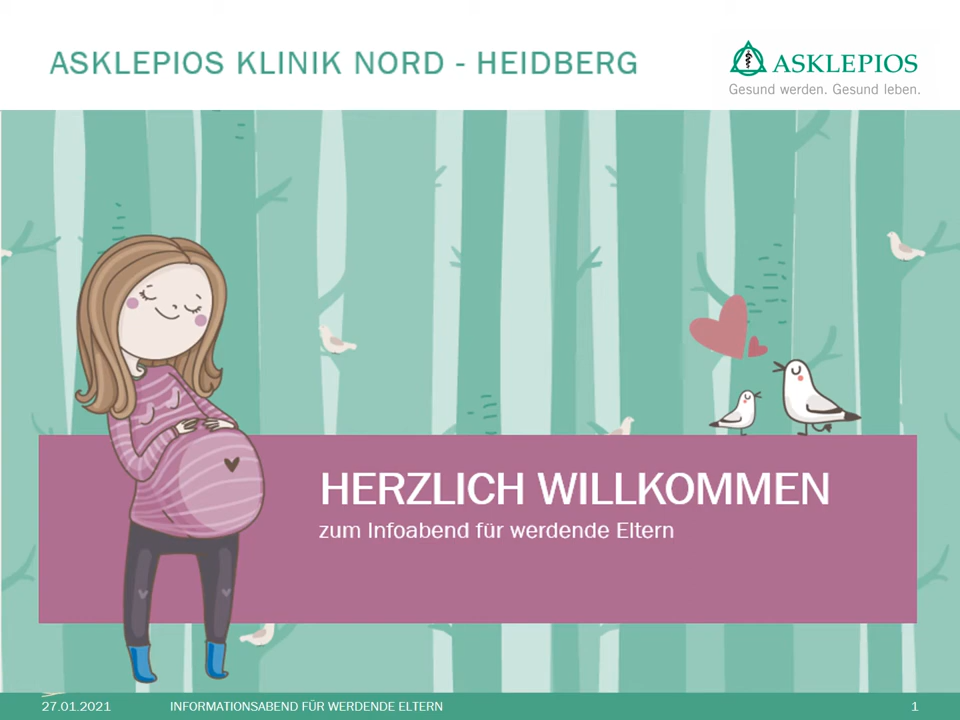 ASKLEPIOS KLINIK NORD - HEIDBERG
ASKLEPIOS
Gesund werden. Gesund leben.
HERZLICH WILLKOMMEN
zum Infoabend für werdende Eltern
27.01.2021 INFORMATIONSABEND FÜR WERDENDE ELTERN 1